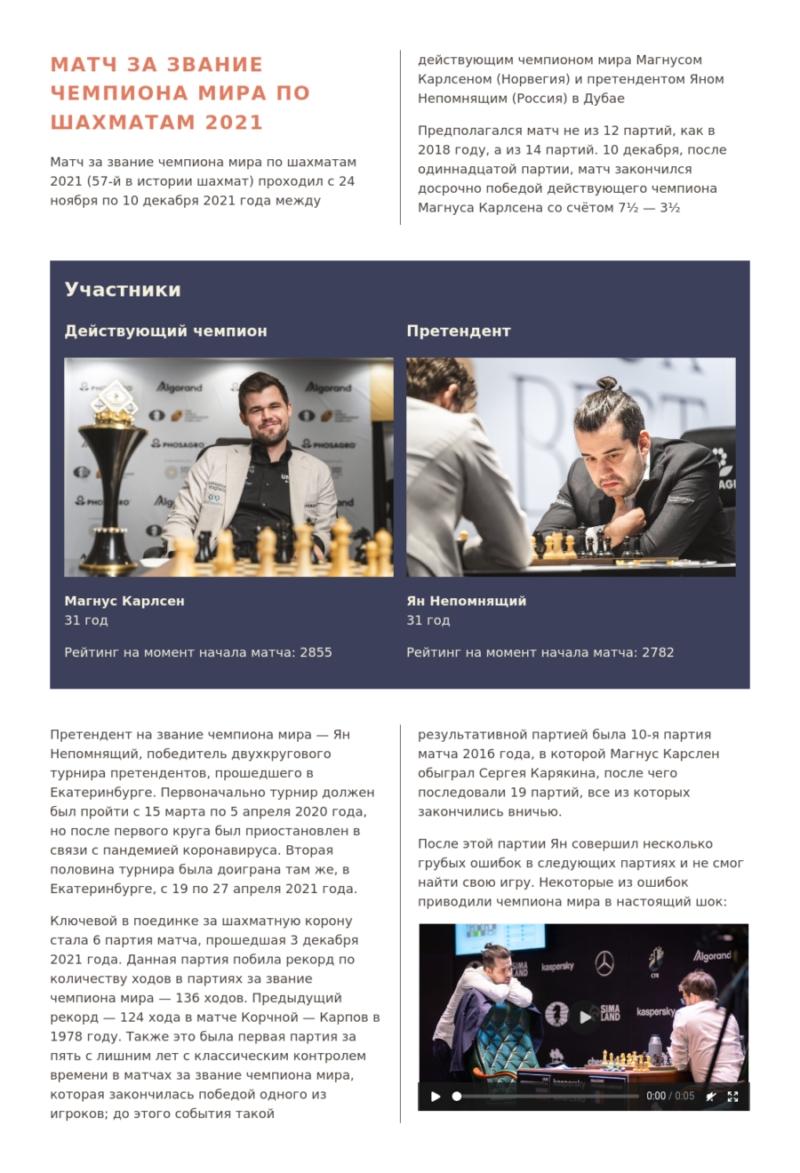 МАТЧ ЗА ЗВАНИЕ
ЧЕМПИОНА МИРА ПО
ШАХМАТАМ 2021
Матч за звание чемпиона мира по шахматам
2021 (57-й в истории шахмат) проходил с 24
ноября по 10 декабря 2021 года между
действующим чемпионом мира Магнусом
Карлсеном (Норвегия) и претендентом Яном
Непомнящим (Россия) в Дубае
Предполагался матч не из 12 партий, как в
2018 году, а из 14 партий. 10 декабря, после
одиннадцатой партии, матч закончился
досрочно победой действующего чемпиона
Магнуса Карлсена со счётом 7½ — 3½
Участники
Действующий чемпион
Algorand
Algorand
PHOSAGRO
PHOSAGRO
Магнус Карлсен
31 год
Рейтинг на момент начала матча: 2855
Претендент
BEST
Ян Непомнящий
31 год
Рейтинг на момент начала матча: 2782
Претендент на звание чемпиона мира — Ян
Непомнящий, победитель двухкругового
турнира претендентов, прошедшего в
Екатеринбурге. Первоначально турнир должен
был пройти с 15 марта по 5 апреля 2020 года,
но после первого круга был приостановлен в
связи с пандемией коронавируса. Вторая
половина турнира была доиграна там же, в
Екатеринбурге, с 19 по 27 апреля 2021 года.
Ключевой в поединке за шахматную корону
стала 6 партия матча, прошедшая 3 декабря
2021 года. Данная партия побила рекорд по
количеству ходов в партиях за звание
чемпиона мира — 136 ходов. Предыдущий
рекорд — 124 хода в матче Корчной — Карпов в
1978 году. Также это была первая партия за
пять с лишним лет с классическим контролем
времени в матчах за звание чемпиона мира,
которая закончилась победой одного из
игроков; до этого события такой
результативной партией была 10-я партия
матча 2016 года, в которой Магнус Карслен
обыграл Сергея Карякина, после чего
последовали 19 партий, все из которых
закончились вничью.
После этой партии Ян совершил несколько
грубых ошибок в следующих партиях и не смог
найти свою игру. Некоторые из ошибок
приводили чемпиона мира в настоящий шок:
kaspersky
Algorand
SIMA
LAND
kaspersky
kaspersky
0:00 / 0:05